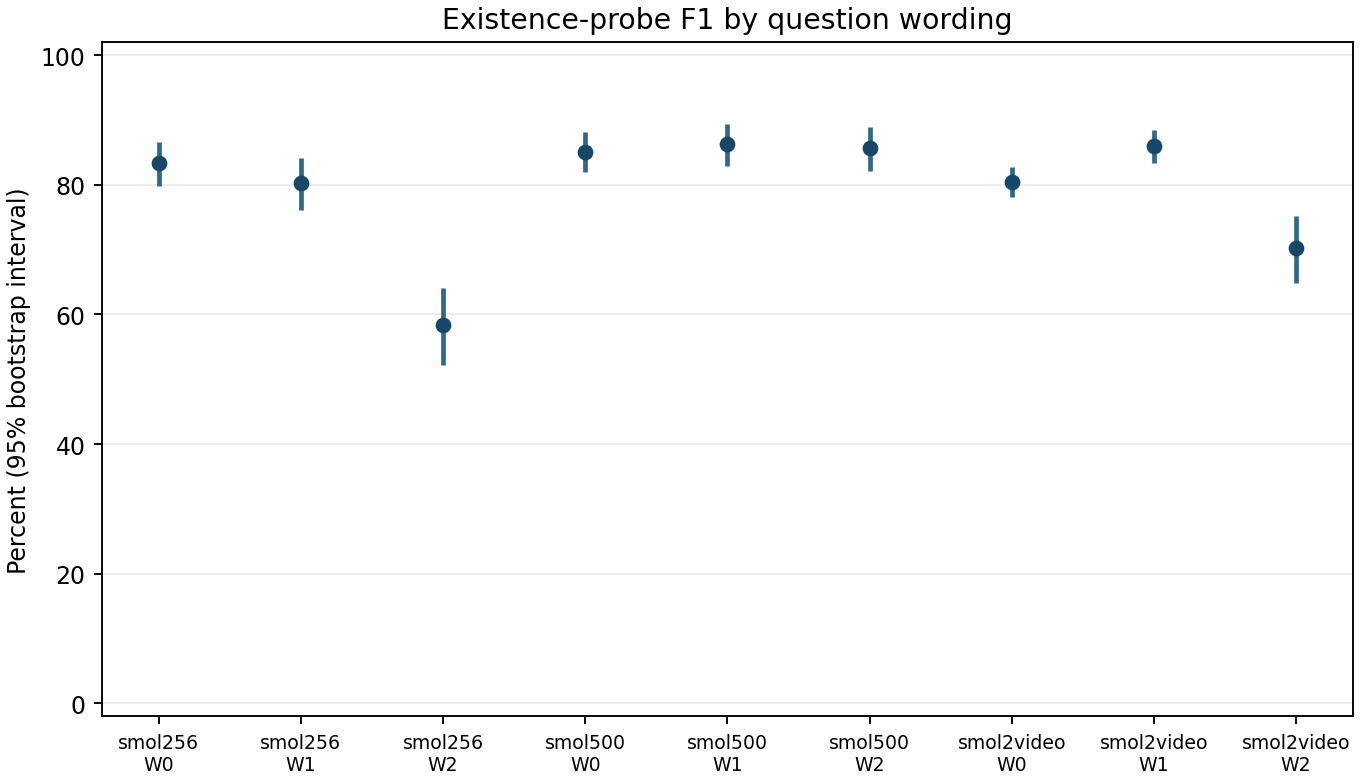 Existence-probe F1 by question wording
Percent (95% bootstrap interval)
100
80
60
40
20
0
smol256 smol256 smol256 smol500 smol500 smol500 smol2video smol2video smol2video
W0 W1 W2 W0 W1 W2 W0 W1 W2